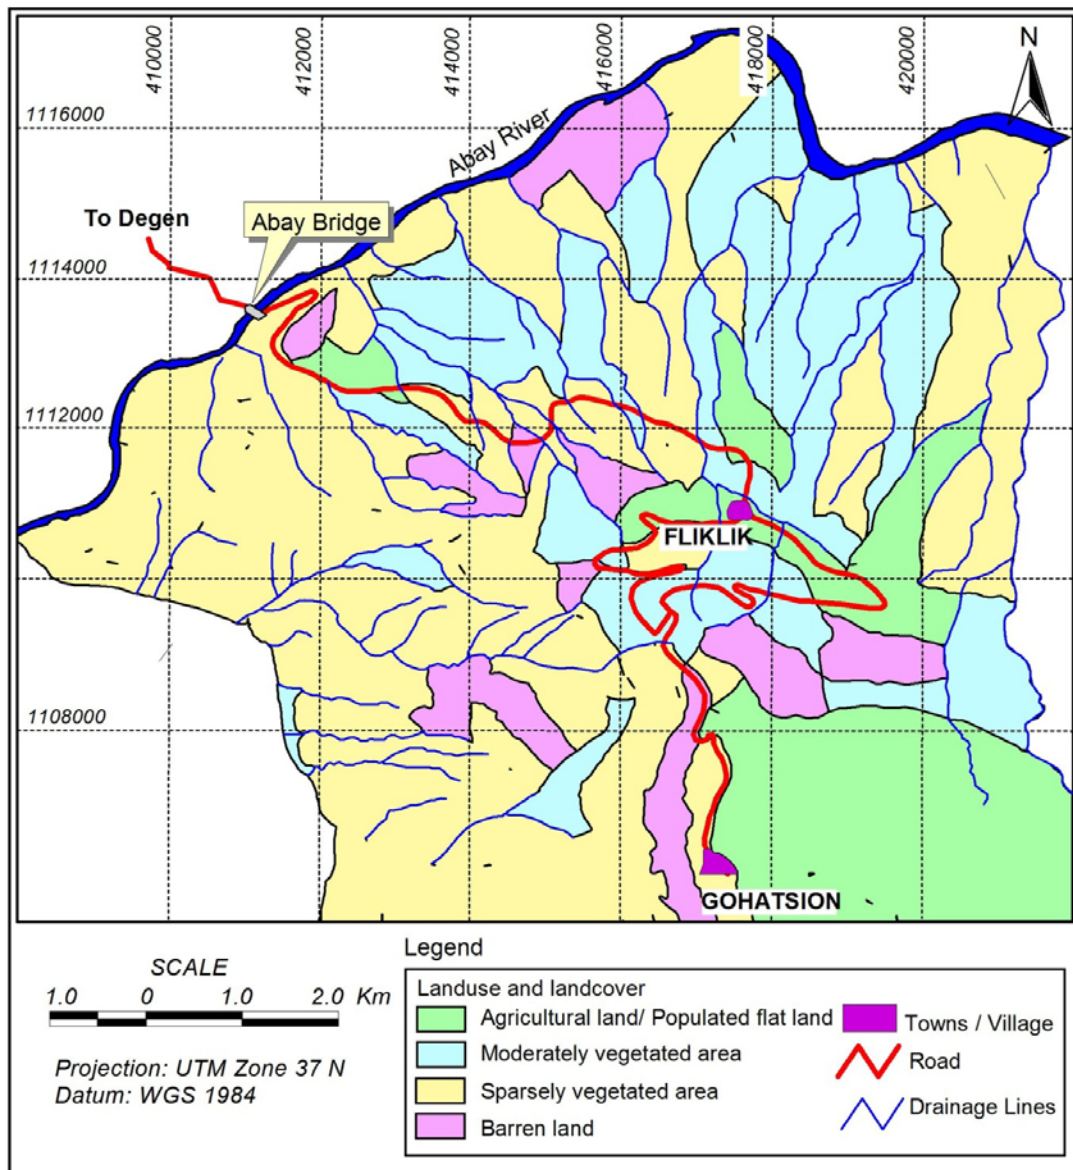 410000
412000
414000
416000
418000
420000
N
1116000
Abay River
To Degen
Abay Bridge
1114000
1112000
FLIKLIK
1108000
GOHATSION
Legend
SCALE
1.0 0 1.0 2.0 Km
Projection: UTM Zone 37 N
Datum: WGS 1984
Landuse and landcover
Agricultural land/ Populated flat land
Moderately vegetated area
Sparsely vegetated area
Barren land
Towns / Village
Road
Drainage Lines